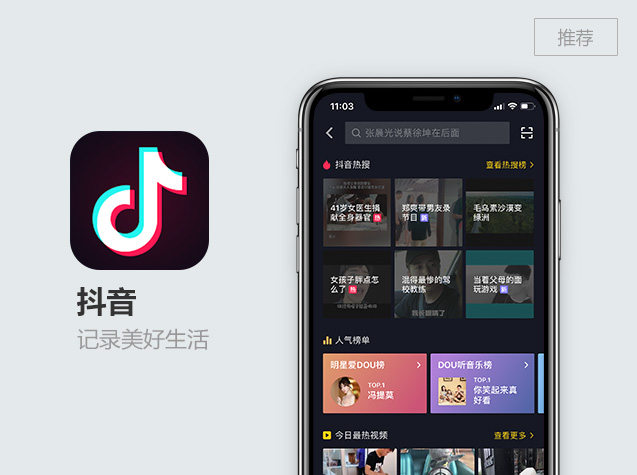 推荐
11:03
张晨光说蔡徐坤在后面
抖音热搜
查看热搜榜
41岁女医生捐
献全身器官 热
郑爽带男友录
节目 新
毛乌素沙漠变
绿洲
女孩子胖点怎
么了 热
混得最惨的驾
校教练
当着父母的面
玩游戏 新
我长眼睛了
人气榜单
明星爱DOU榜
TOP.1
冯提莫
DOU听音乐榜
TOP.1
你笑起来真
好看
今日最热视频
查看更多
抖音
记录美好生活